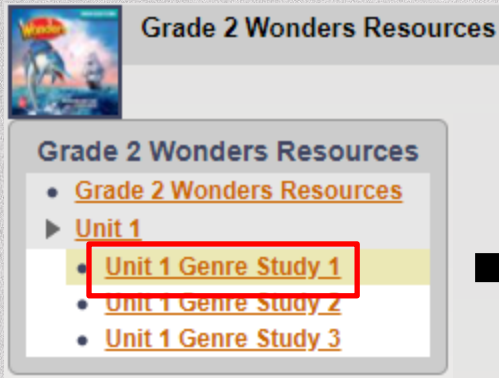 Wonders
Grade 2 Wonders Resources
Grade 2 Wonders Resources
Grade 2 Wonders Resources
Unit 1
Unit 1 Genre Study 1
Unit 1 Genre Study 2
Unit 1 Genre Study 3